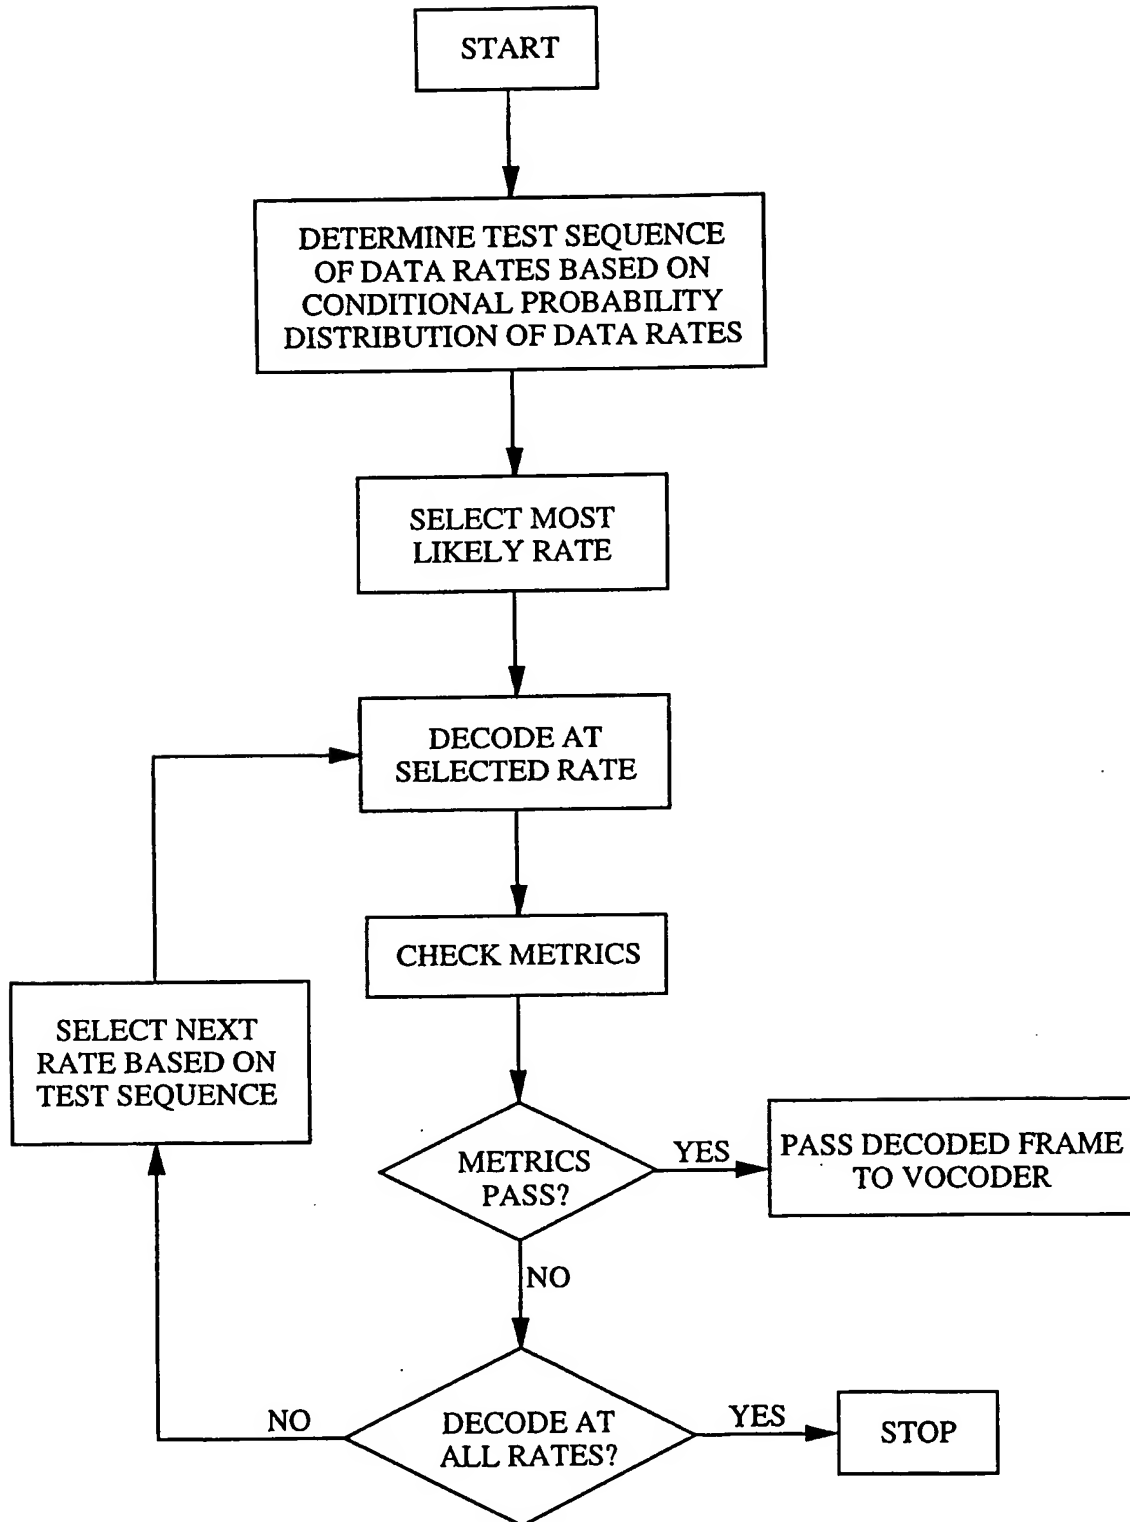 START
DETERMINE TEST SEQUENCE
OF DATA RATES BASED ON
CONDITIONAL PROBABILITY
DISTRIBUTION OF DATA RATES
SELECT MOST
LIKELY RATE
DECODE AT
SELECTED RATE
CHECK METRICS
SELECT NEXT
RATE BASED ON
TEST SEQUENCE
METRICS
PASS?
YES
PASS DECODED FRAME
TO VOCODER
NO
DECODE AT
ALL RATES?
NO
YES
STOP